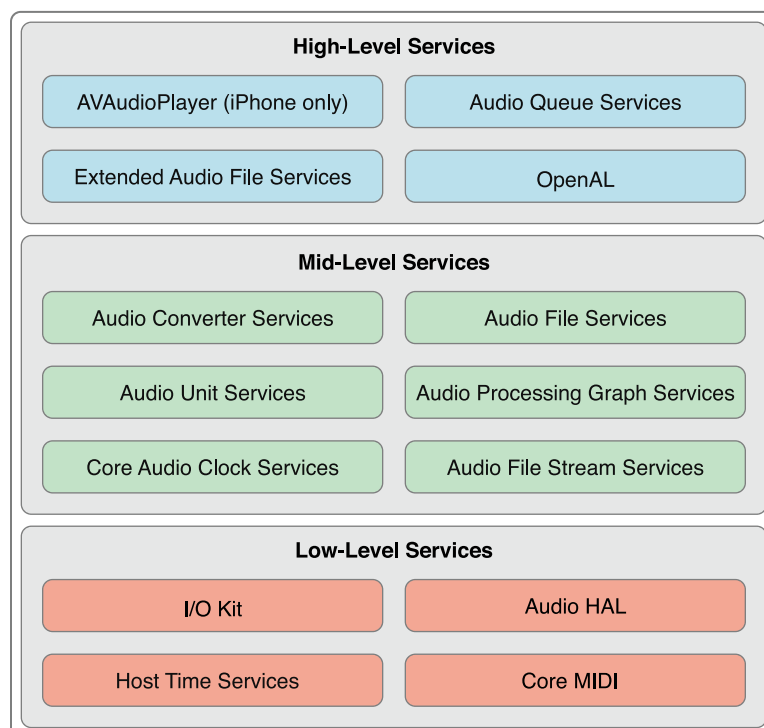 High-Level Services
AVAudioPlayer (iPhone only)
Audio Queue Services
Extended Audio File Services
OpenAL
Mid-Level Services
Audio Converter Services
Audio File Services
Audio Unit Services
Audio Processing Graph Services
Core Audio Clock Services
Audio File Stream Services
Low-Level Services
I/O Kit
Audio HAL
Host Time Services
Core MIDI